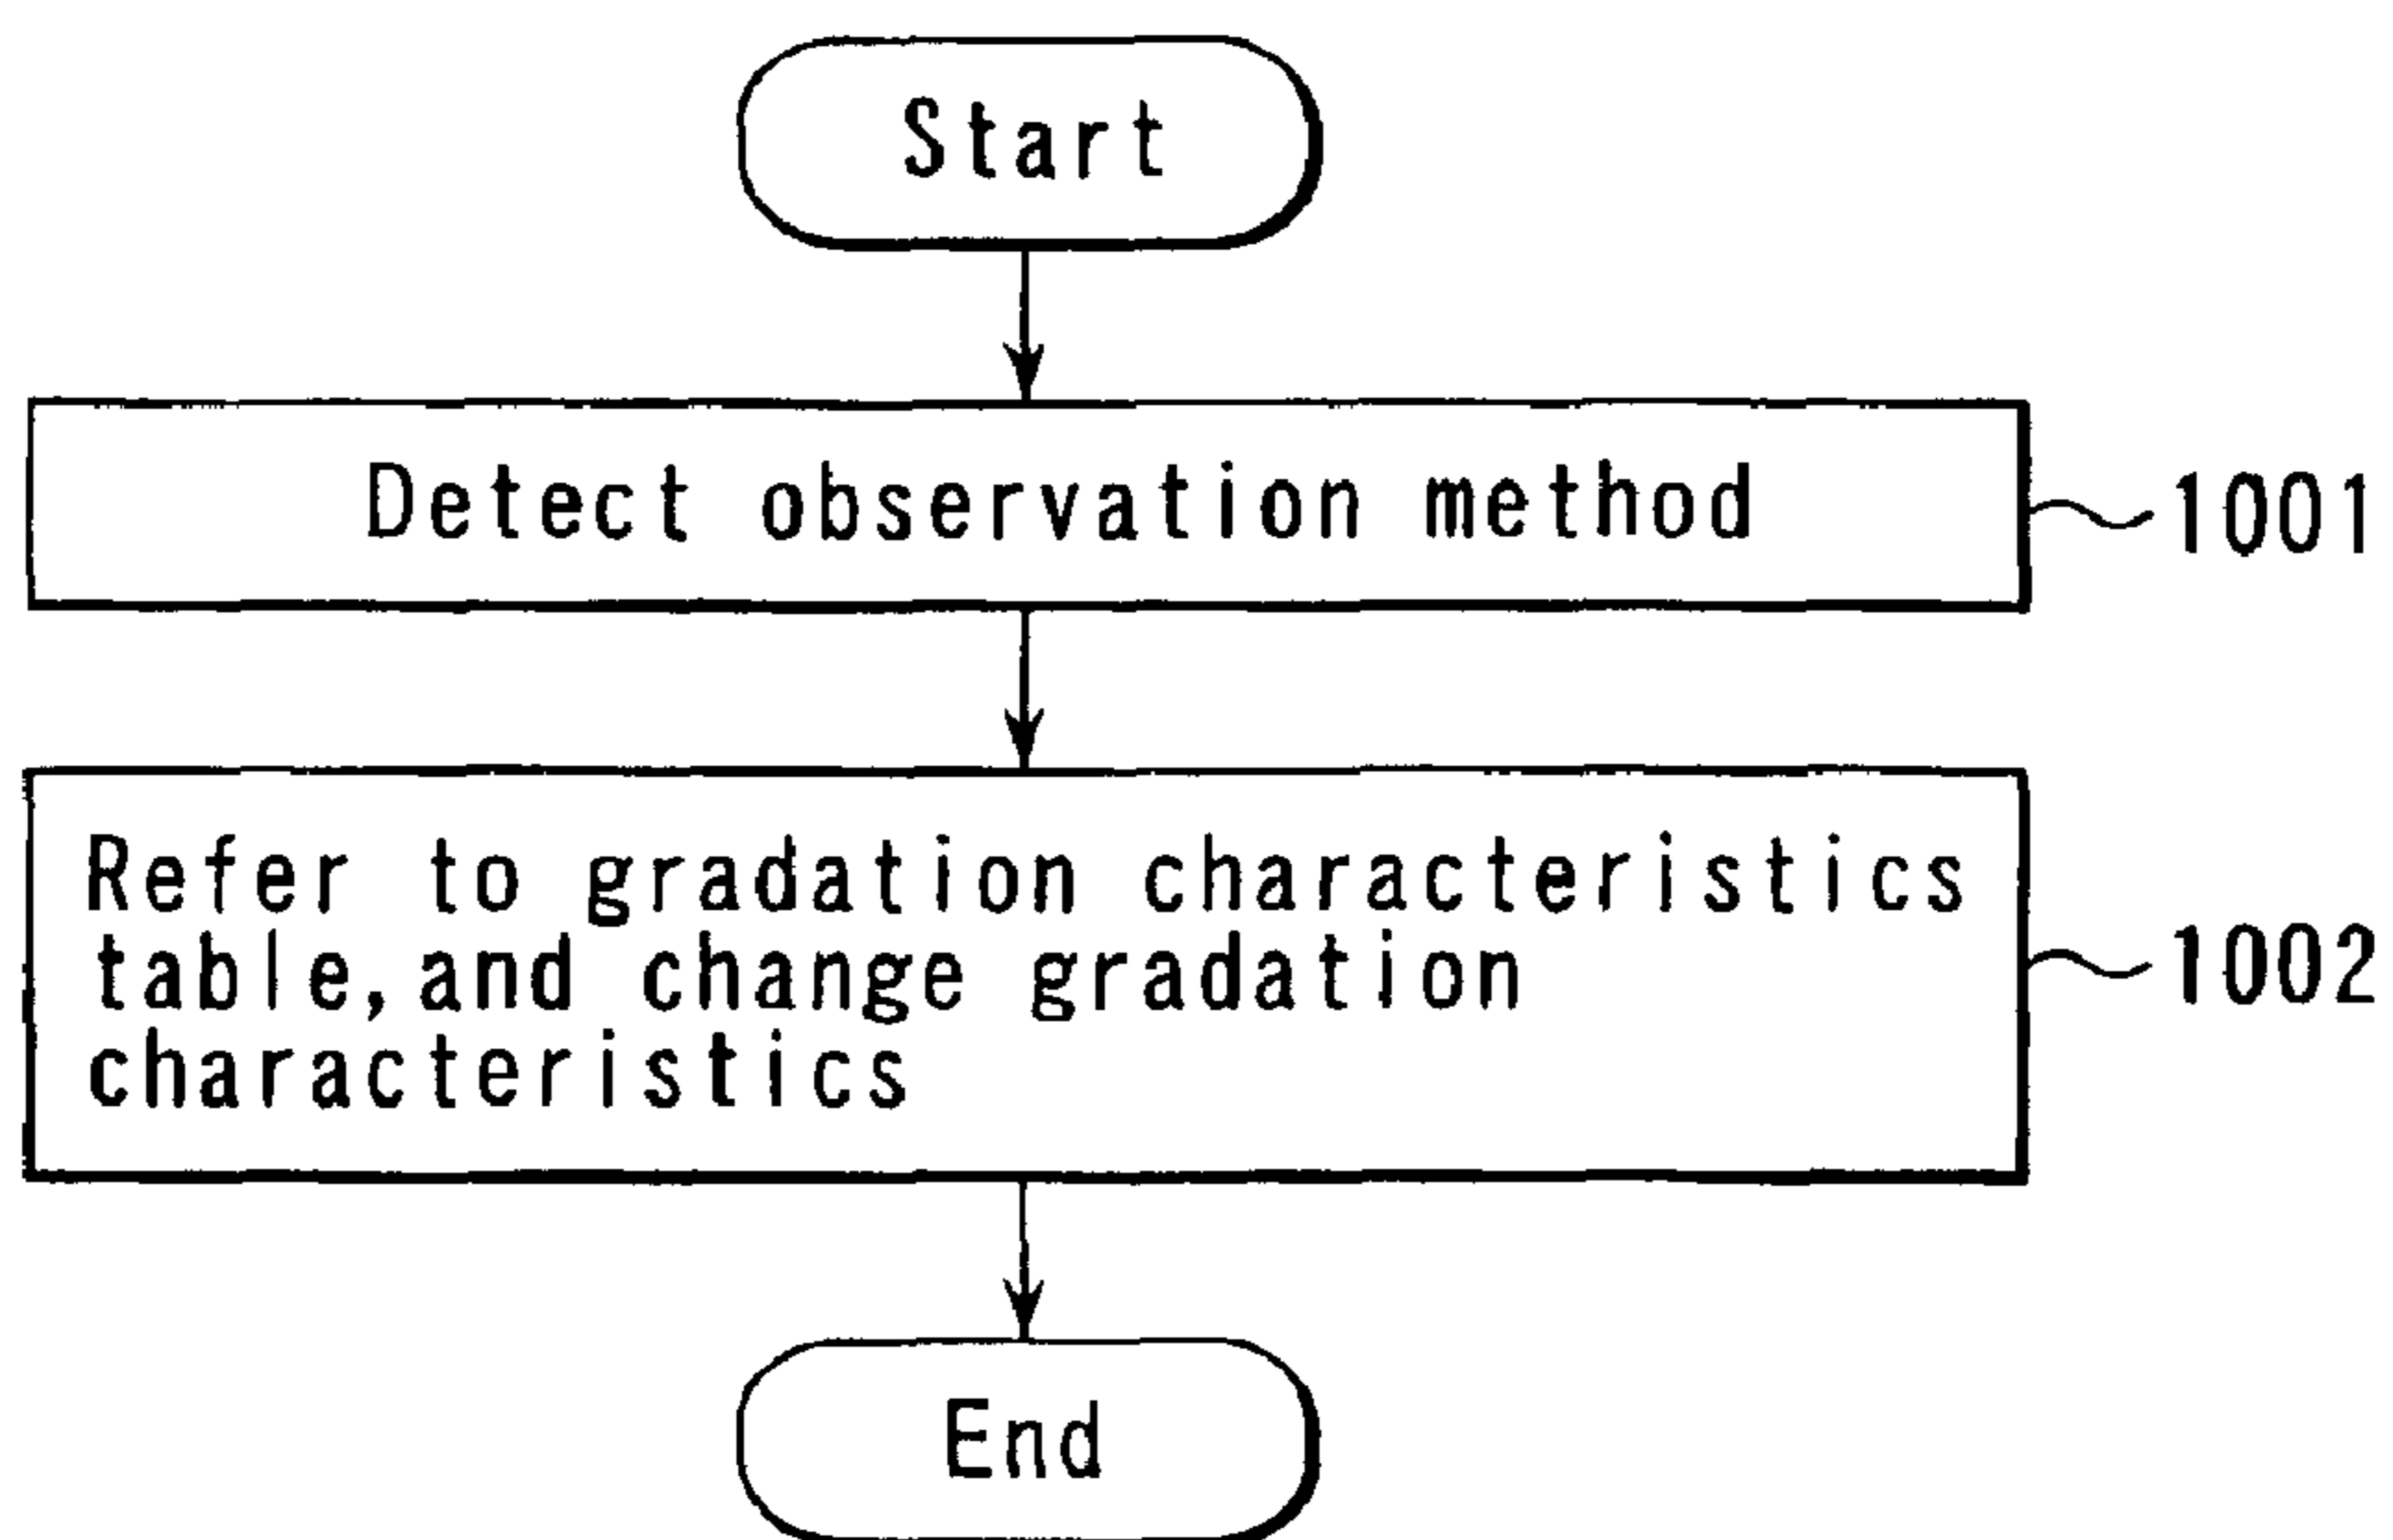 Start
Detect observation method
1001
Refer to gradation characteristics
table,and change gradation
characteristics
1002
End